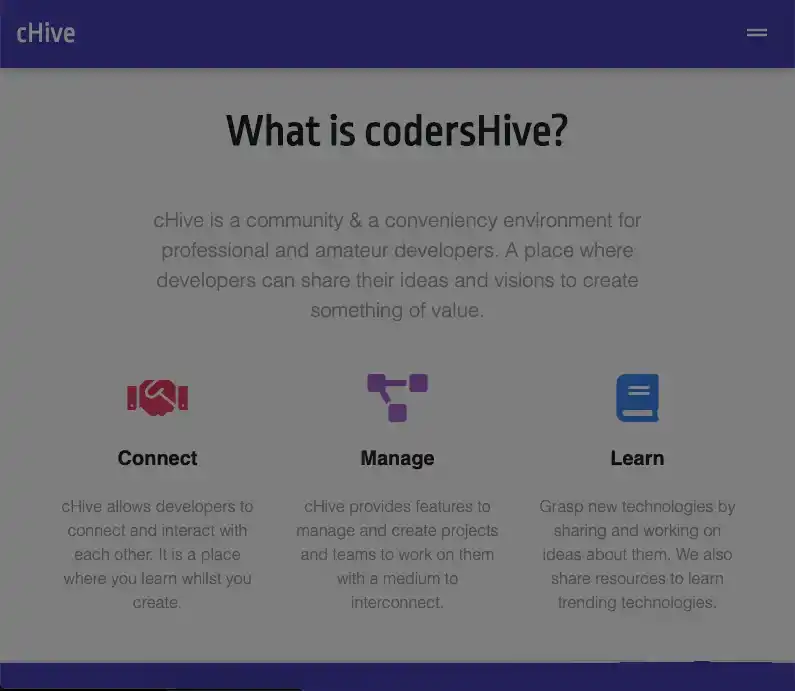 cHive
What is codersHive?
cHive is a community & a conveniency environment for
professional and amateur developers. A place where
developers can share their ideas and visions to create
something of value.
Connect
cHive allows developers to
connect and interact with
each other. It is a place
where you learn whilst you
create.
Manage
cHive provides features to
manage and create projects
and teams to work on them
with a medium to
interconnect.
Learn
Grasp new technologies by
sharing and working on
ideas about them. We also
share resources to learn
trending technologies.